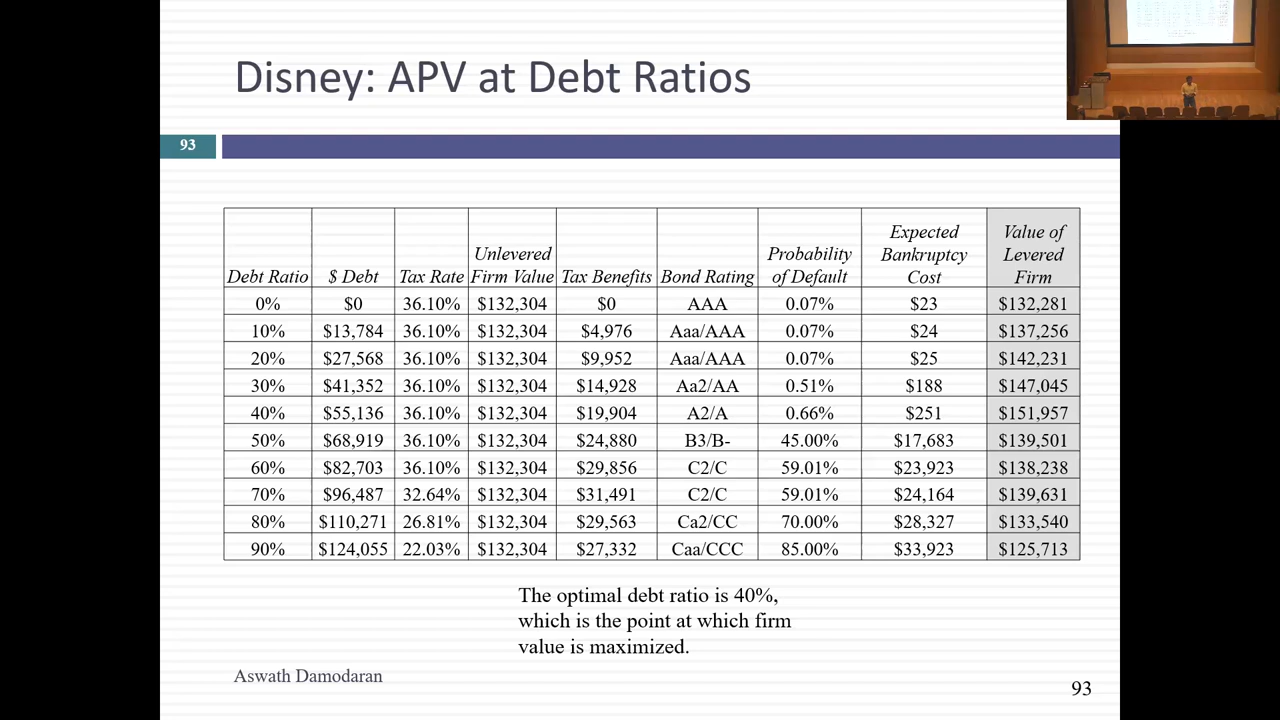 Disney: APV at Debt Ratios
93
Debt Ratio $ Debt Tax Rate Unlevered Firm Value Tax Benefits Bond Rating Probability of Default Expected Bankruptcy Cost Value of Levered Firm
0% $0 36.10% $132,304 $0 AAA 0.07% $23 $132,281
10% $13,784 36.10% $132,304 $4,976 Aaa/AAA 0.07% $24 $137,256
20% $27,568 36.10% $132,304 $9,952 Aaa/AAA 0.07% $25 $142,231
30% $41,352 36.10% $132,304 $14,928 Aa2/AA 0.51% $188 $147,045
40% $55,136 36.10% $132,304 $19,904 A2/A 0.66% $251 $151,957
50% $68,919 36.10% $132,304 $24,880 B3/B- 45.00% $17,683 $139,501
60% $82,703 36.10% $132,304 $29,856 C2/C 59.01% $23,923 $138,238
70% $96,487 32.64% $132,304 $31,491 C2/C 59.01% $24,164 $139,631
80% $110,271 26.81% $132,304 $29,563 Ca2/CC 70.00% $28,327 $133,540
90% $124,055 22.03% $132,304 $27,332 Caa/CCC 85.00% $33,923 $125,713
The optimal debt ratio is 40%,
which is the point at which firm
value is maximized.
Aswath Damodaran
93